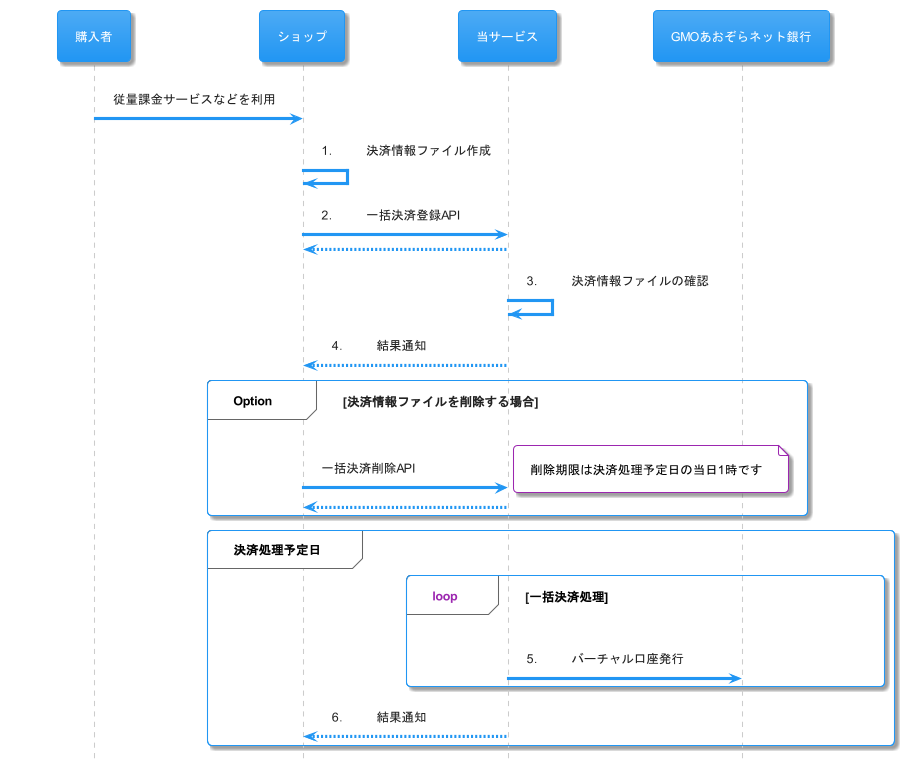 購入者
ショップ
当サービス
GMOあおぞらネット銀行
従量課金サービスなどを利用
1. 決済情報ファイル作成
2. 一括決済登録API
3. 決済情報ファイルの確認
4. 結果通知
Option [決済情報ファイルを削除する場合]
一括決済削除API
削除期限は決済処理予定日の当日1時です
決済処理予定日
loop [一括決済処理]
5. バーチャル口座発行
6. 結果通知